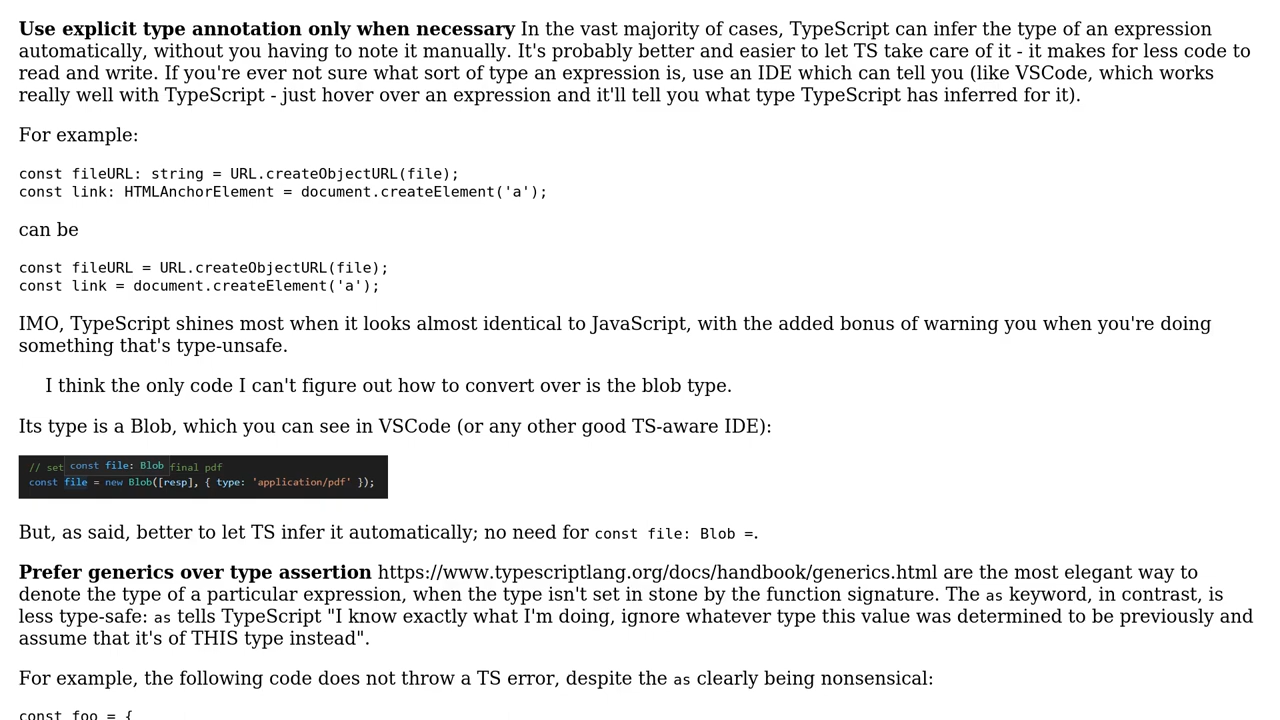 Use explicit type annotation only when necessary In the vast majority of cases, TypeScript can infer the type of an expression
automatically, without you having to note it manually. It's probably better and easier to let TS take care of it - it makes for less code to
read and write. If you're ever not sure what sort of type an expression is, use an IDE which can tell you (like VSCode, which works
really well with TypeScript - just hover over an expression and it'll tell you what type TypeScript has inferred for it).
For example:
const fileURL: string = URL.createObjectURL(file);
const link: HTMLAnchorElement = document.createElement('a');
can be
const fileURL = URL.createObjectURL(file);
const link = document.createElement('a');
IMO, TypeScript shines most when it looks almost identical to JavaScript, with the added bonus of warning you when you're doing
something that's type-unsafe.
I think the only code I can't figure out how to convert over is the blob type.
Its type is a Blob, which you can see in VSCode (or any other good TS-aware IDE):
// set const file: Blob final pdf
const file = new Blob([resp], { type: 'application/pdf' });
But, as said, better to let TS infer it automatically; no need for const file: Blob =.
Prefer generics over type assertion https://www.typescriptlang.org/docs/handbook/generics.html are the most elegant way to
denote the type of a particular expression, when the type isn't set in stone by the function signature. The as keyword, in contrast, is
less type-safe: as tells TypeScript "I know exactly what I'm doing, ignore whatever type this value was determined to be previously and
assume that it's of THIS type instead".
For example, the following code does not throw a TS error, despite the as clearly being nonsensical:
const foo = {